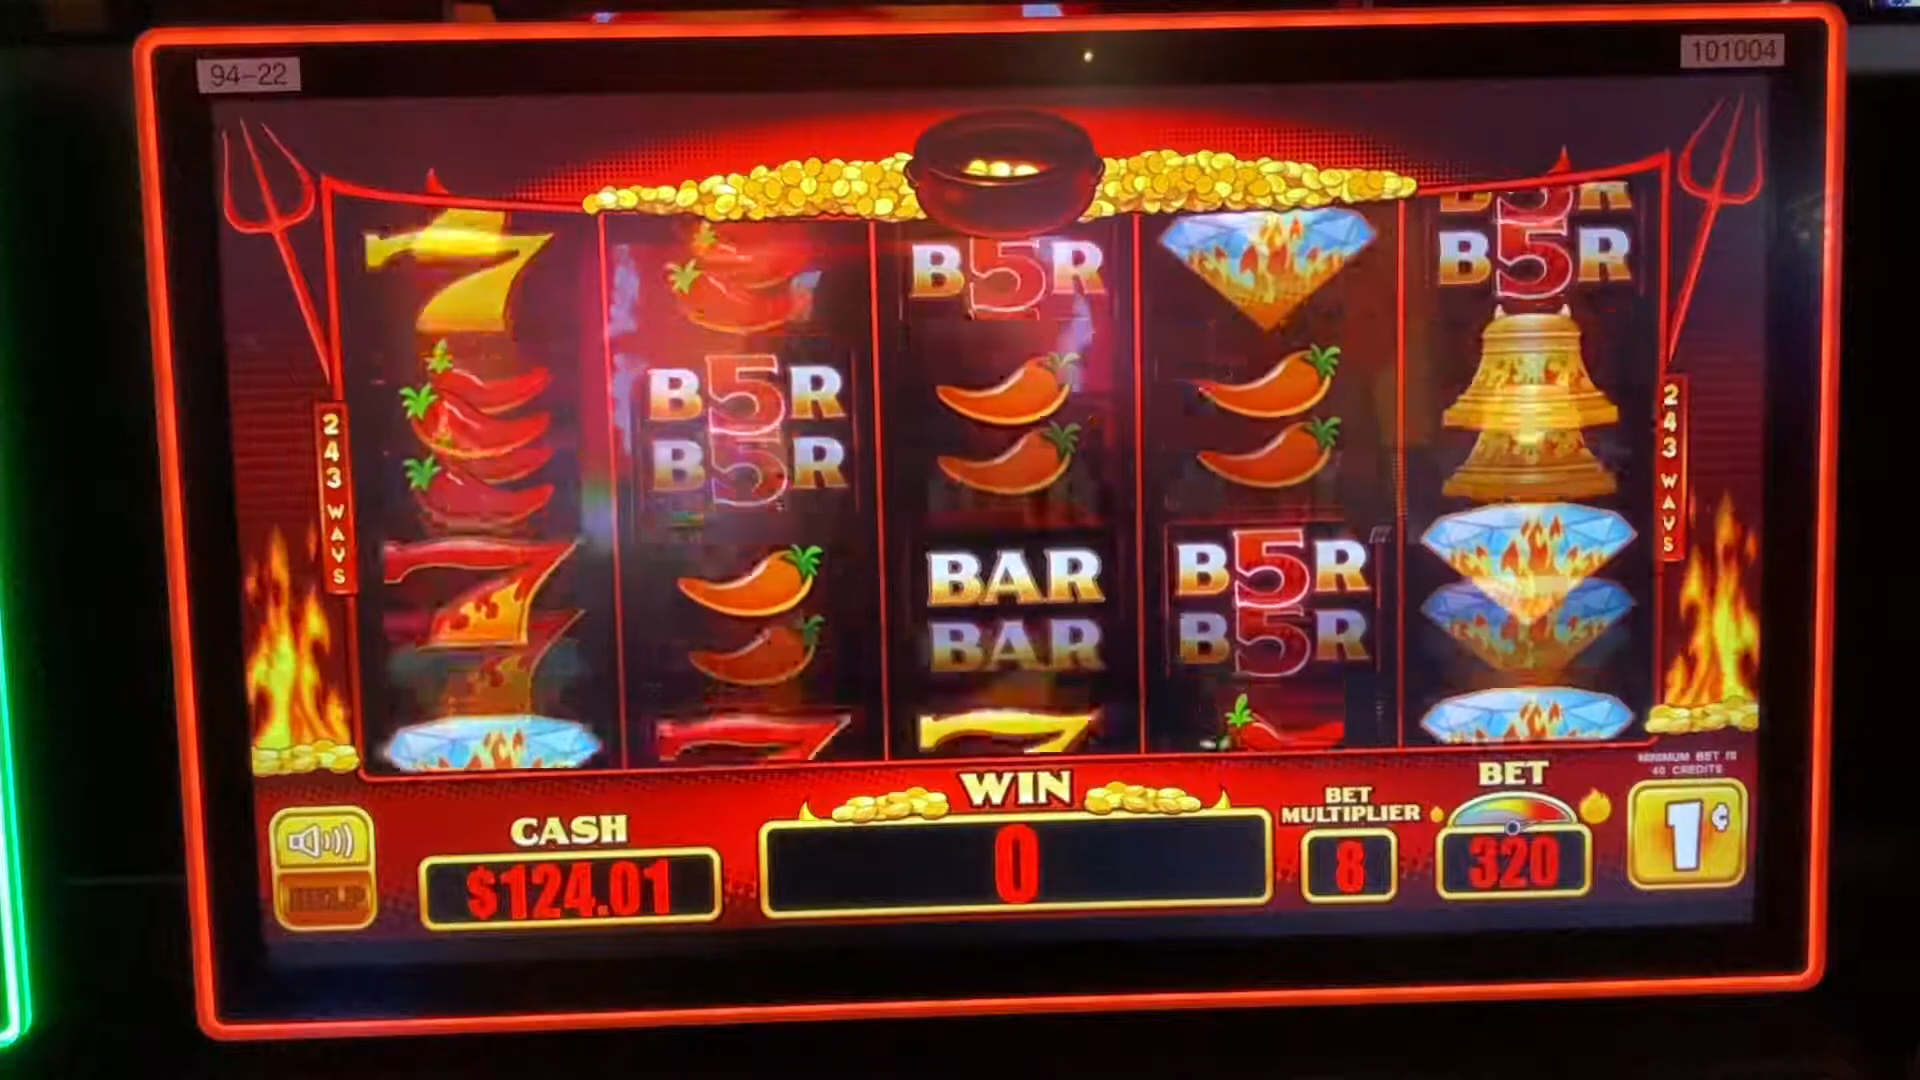 94-22
101004
B5R
B5R
B5R
B5R
B5R
BAR
B5R
BAR
B5R
243 WAYS
243 WAYS
MINIMUM BET IS
40 CREDITS
WIN
BET
CASH
BET
MULTIPLIER
$124.01
0
8
320
1¢
HELP